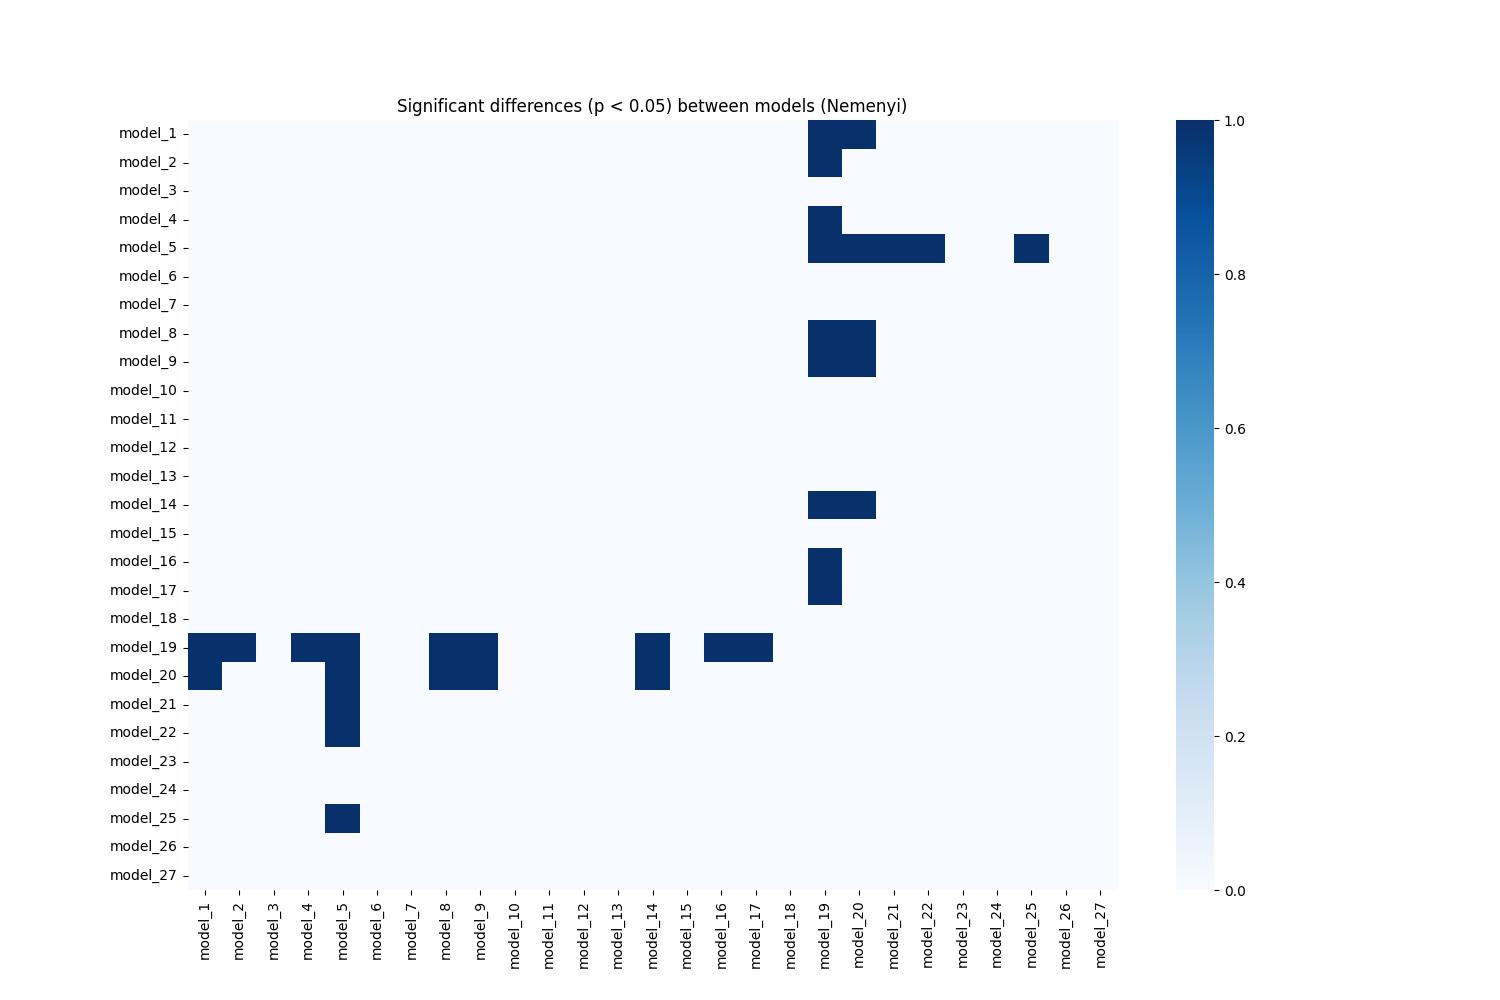 Significant differences (p < 0.05) between models (Nemenyi)
model_1
model_2
model_3
model_4
model_5
model_6
model_7
model_8
model_9
model_10
model_11
model_12
model_13
model_14
model_15
model_16
model_17
model_18
model_19
model_20
model_21
model_22
model_23
model_24
model_25
model_26
model_27
model_1
model_2
model_3
model_4
model_5
model_6
model_7
model_8
model_9
model_10
model_11
model_12
model_13
model_14
model_15
model_16
model_17
model_18
model_19
model_20
model_21
model_22
model_23
model_24
model_25
model_26
model_27
1.0
0.8
0.6
0.4
0.2
0.0